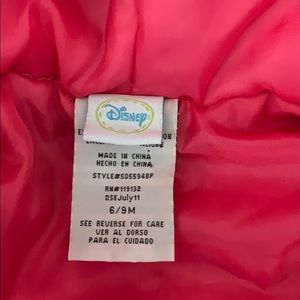 Disney
MADE IN CHINA
HECHO EN CHINA
STYLE#5055948P
RN#119132
DSEJuly11
6/9M
SEE REVERSE FOR CARE
VER AL DORSO
PARA EL CUIDADO